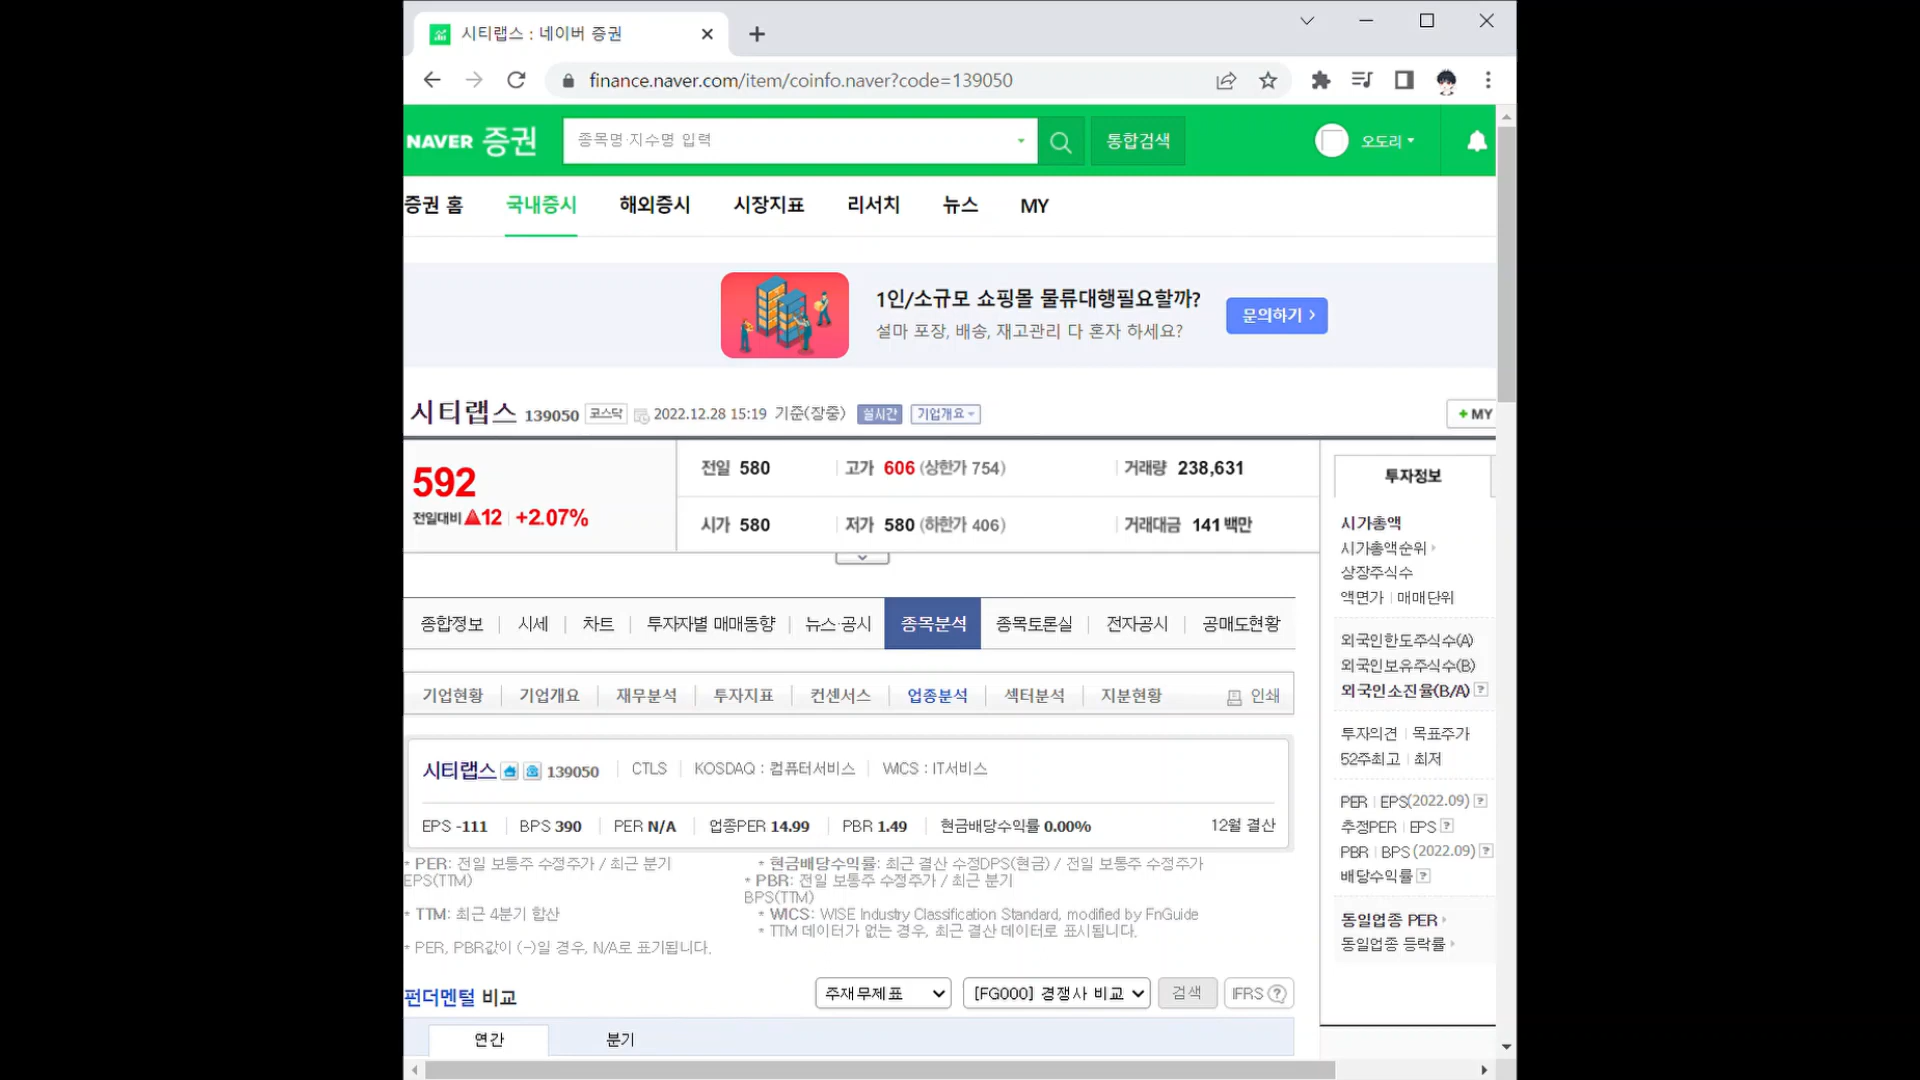 시티랩스 : 네이버 증권
finance.naver.com/item/coinfo.naver?code=139050
NAVER 증권
종목명·지수명 입력
통합검색
오도리
증권 홈 국내증시 해외증시 시장지표 리서치 뉴스 MY
1인/소규모 쇼핑몰 물류대행필요할까?
설마 포장, 배송, 재고관리 다 혼자 하세요?
문의하기 >
시티랩스 139050 코스닥 2022.12.28 15:19 기준(장중) 실시간 기업개요
+ MY
592
전일대비 ▲12 +2.07%
전일 580 고가 606 (상한가 754) 거래량 238,631
시가 580 저가 580 (하한가 406) 거래대금 141 백만
종합정보 시세 차트 투자자별 매매동향 뉴스·공시 종목분석 종목토론실 전자공시 공매도현황
기업현황 기업개요 재무분석 투자지표 컨센서스 업종분석 섹터분석 지분현황 인쇄
시티랩스 139050 CTLS KOSDAQ : 컴퓨터서비스 WICS : IT서비스
EPS -111 BPS 390 PER N/A 업종PER 14.99 PBR 1.49 현금배당수익률 0.00% 12월 결산
* PER: 전일 보통주 수정주가 / 최근 분기
EPS(TTM)
* TTM: 최근 4분기 합산
* PER, PBR값이 (-)일 경우, N/A로 표기됩니다.
* 현금배당수익률: 최근 결산 수정DPS(현금) / 전일 보통주 수정주가
* PBR: 전일 보통주 수정주가 / 최근 분기
BPS(TTM)
* WICS: WISE Industry Classification Standard, modified by FnGuide
* TTM 데이터가 없는 경우, 최근 결산 데이터로 표시됩니다.
펀더멘털 비교
주재무제표
[FG000] 경쟁사 비교
검색
IFRS ?
연간 분기
투자정보
시가총액
시가총액순위
상장주식수
액면가 | 매매단위
외국인한도주식수(A)
외국인보유주식수(B)
외국인소진율(B/A) ?
투자의견 | 목표주가
52주최고 | 최저
PER | EPS(2022.09) ?
추정PER | EPS ?
PBR | BPS (2022.09) ?
배당수익률 ?
동일업종 PER
동일업종 등락률